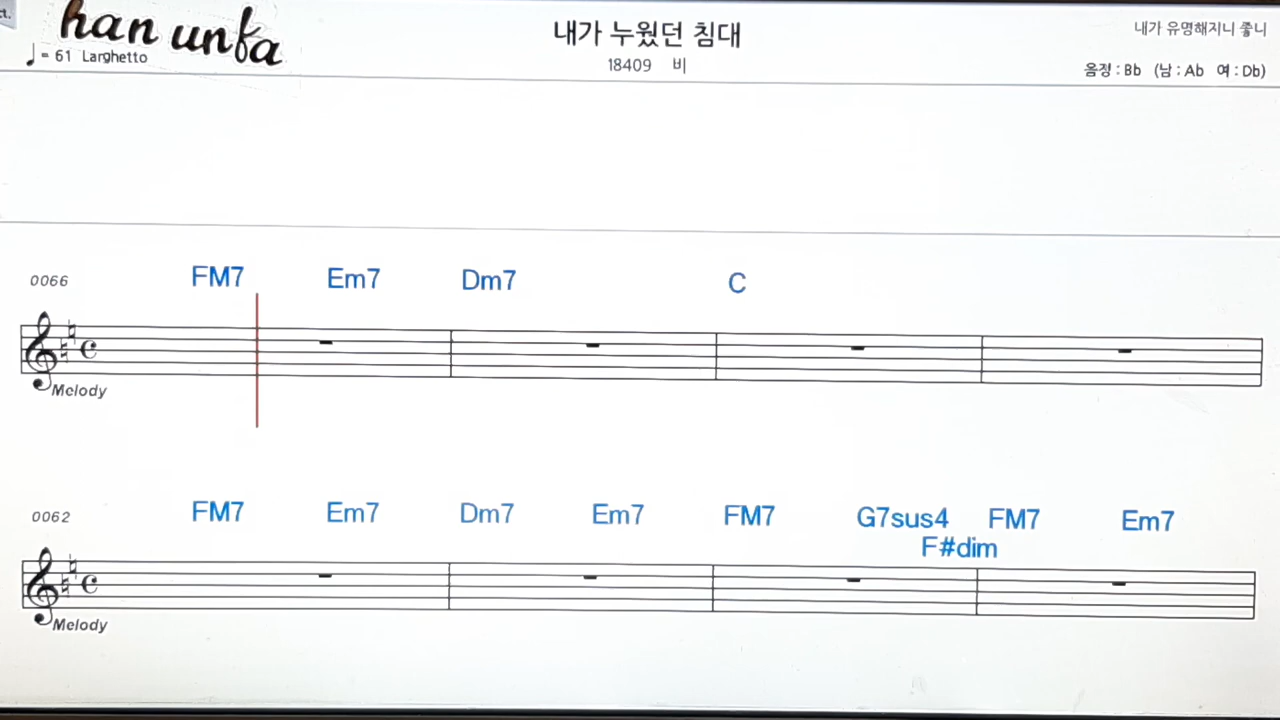 ct.
han unfa
♩= 61 Larghetto
내가 누웠던 침대
18409 비
내가 유명해지니 좋니
음정 : Bb (남 : Ab 여 : Db)
0066
FM7 Em7 Dm7 C
Melody
0062
FM7 Em7 Dm7 Em7 FM7 G7sus4 FM7 Em7
F#dim
Melody